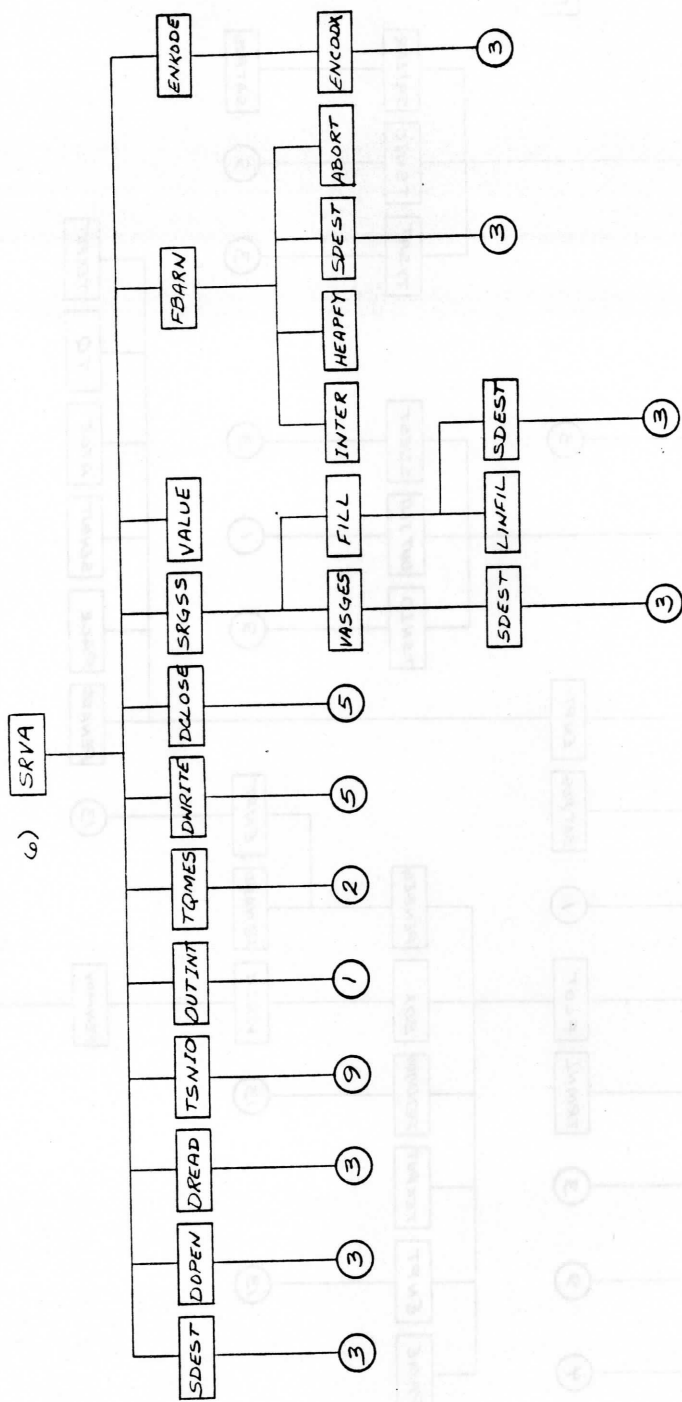 6)
SRVA
SDEST DOPEN DREAD TSNIO OUTINT TQMES DWRITE DCLOSE SRGSS VALUE FBARN ENKODE
3 3 3 9 1 2 5 5
VASGES FILL INTER HEAPFY SDEST ABORT ENCODX
3 3
SDEST LINFIL SDEST
3 3